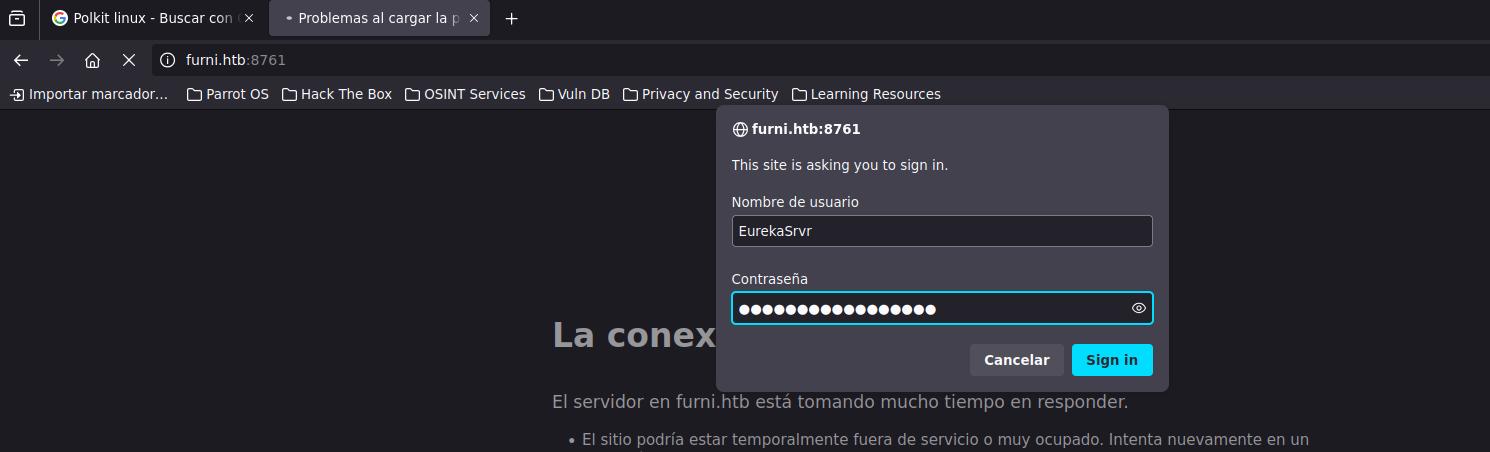 Polkit linux - Buscar con
Problemas al cargar la p
furni.htb:8761
Importar marcador...
Parrot OS
Hack The Box
OSINT Services
Vuln DB
Privacy and Security
Learning Resources
furni.htb:8761
This site is asking you to sign in.
Nombre de usuario
EurekaSrvr
Contraseña
●●●●●●●●●●●●●●●●●
Cancelar
Sign in
La conex
El servidor en furni.htb está tomando mucho tiempo en responder.
• El sitio podría estar temporalmente fuera de servicio o muy ocupado. Intenta nuevamente en un